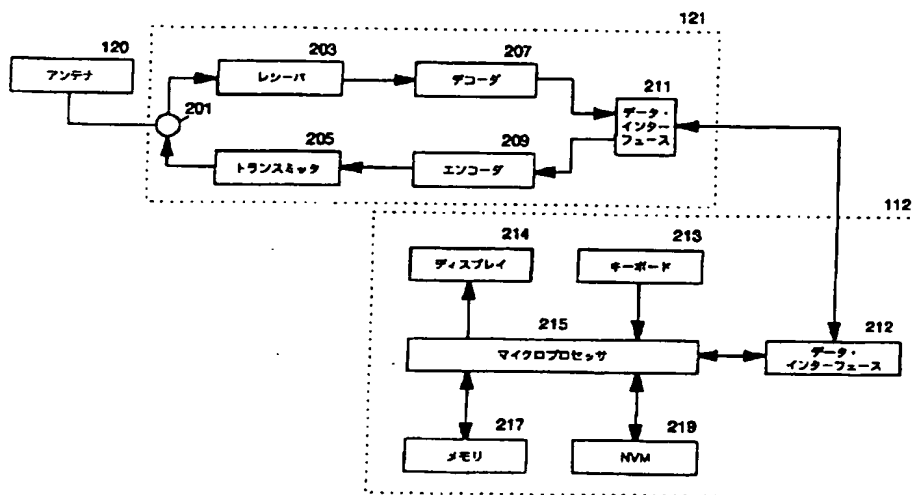 121
120
203
207
アンテナ
レシーバ
デコーダ
211
201
データ・
インター
フェース
205
209
トランスミッタ
エンコーダ
112
214
213
ディスプレイ
キーボード
215
212
マイクロプロセッサ
データ・
インターフェース
217
219
メモリ
NVM